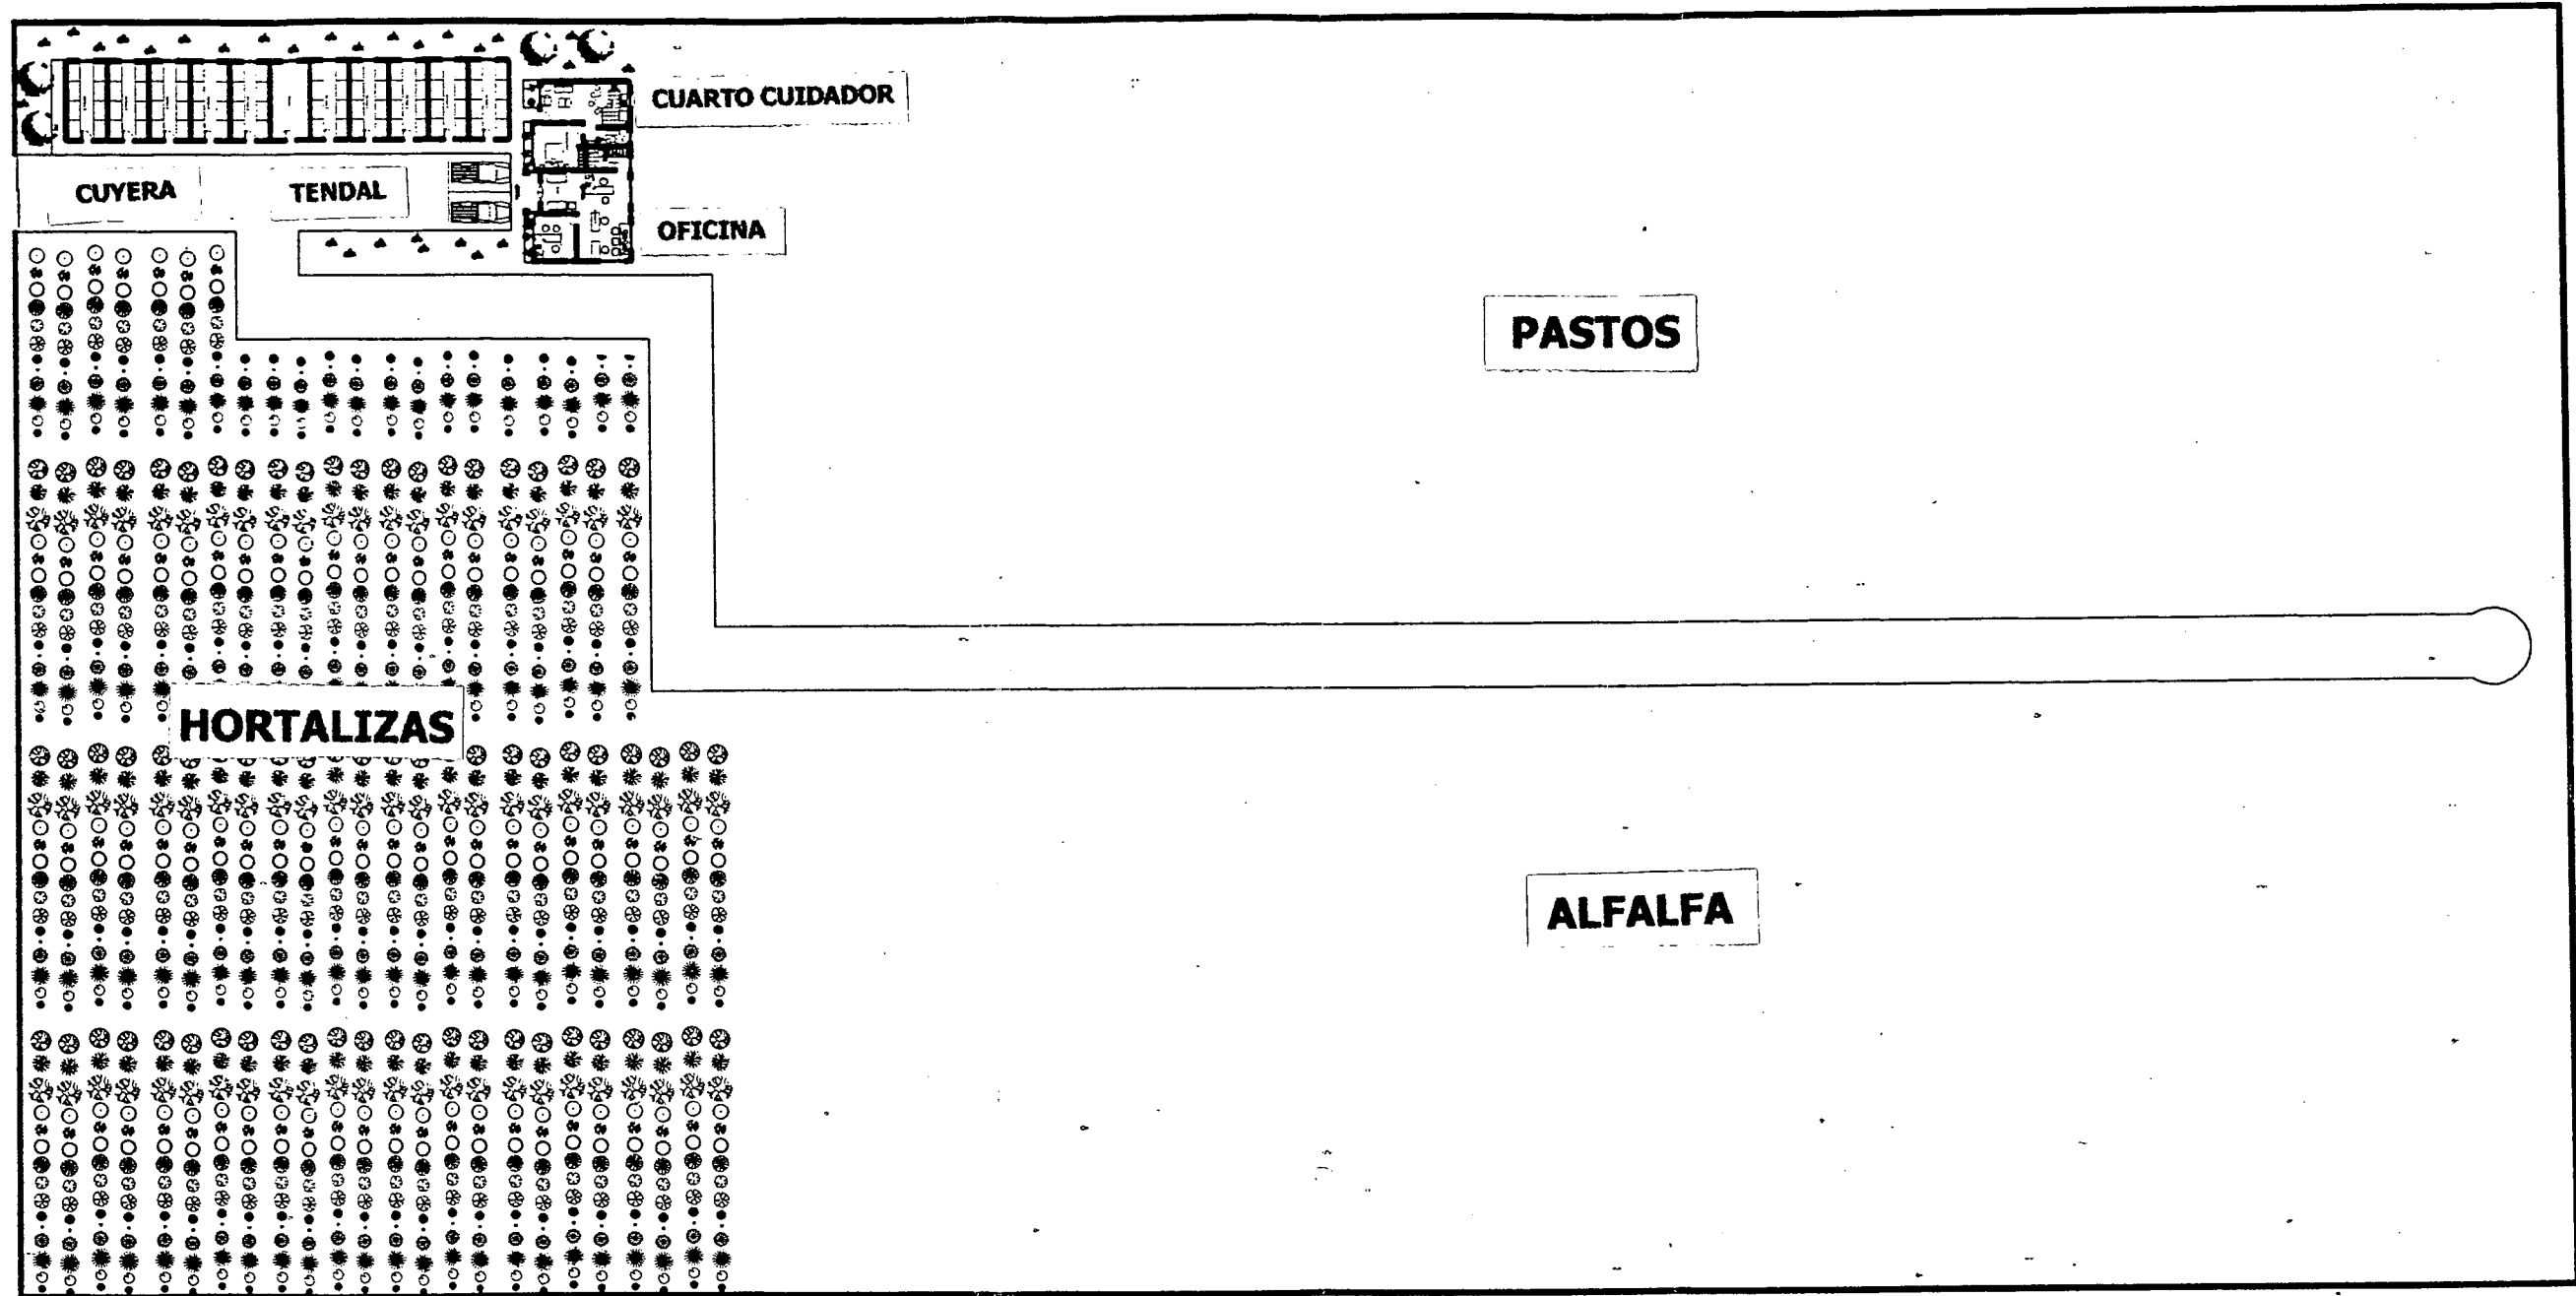 CUARTO CUIDADOR
CUYERA
TENDAL
OFICINA
PASTOS
HORTALIZAS
ALFALFA